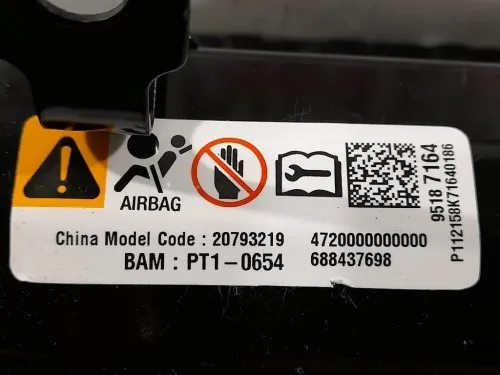 AIRBAG
China Model Code : 20793219 4720000000000
BAM : PT1-0654 688437698
9518 7164
P112158K71640186